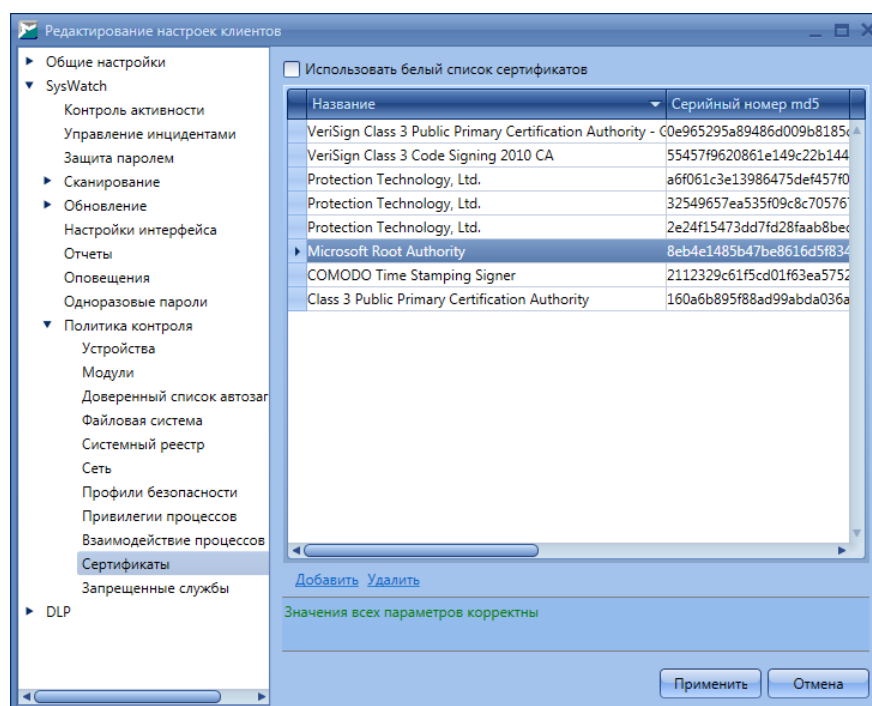 Редактирование настроек клиентов
Общие настройки
SysWatch
Контроль активности
Управление инцидентами
Защита паролем
Сканирование
Обновление
Настройки интерфейса
Отчеты
Оповещения
Одноразовые пароли
Политика контроля
Устройства
Модули
Доверенный список автозаг
Файловая система
Системный реестр
Сеть
Профили безопасности
Привилегии процессов
Взаимодействие процессов
Сертификаты
Запрещенные службы
DLP
Использовать белый список сертификатов
Название Серийный номер md5
VeriSign Class 3 Public Primary Certification Authority - G 0e965295a89486d009b8185c
VeriSign Class 3 Code Signing 2010 CA 55457f9620861e149c22b144
Protection Technology, Ltd. a6f061c3e13986475def457f0
Protection Technology, Ltd. 32549657ea535f09c8c70576
Protection Technology, Ltd. 2e24f15473dd7fd28faab8bec
Microsoft Root Authority 8eb4e1485b47be8616d5f834
COMODO Time Stamping Signer 2112329c61f5cd01f63ea5752
Class 3 Public Primary Certification Authority 160a6b895f88ad99abda036a
Добавить Удалить
Значения всех параметров корректны
Применить Отмена